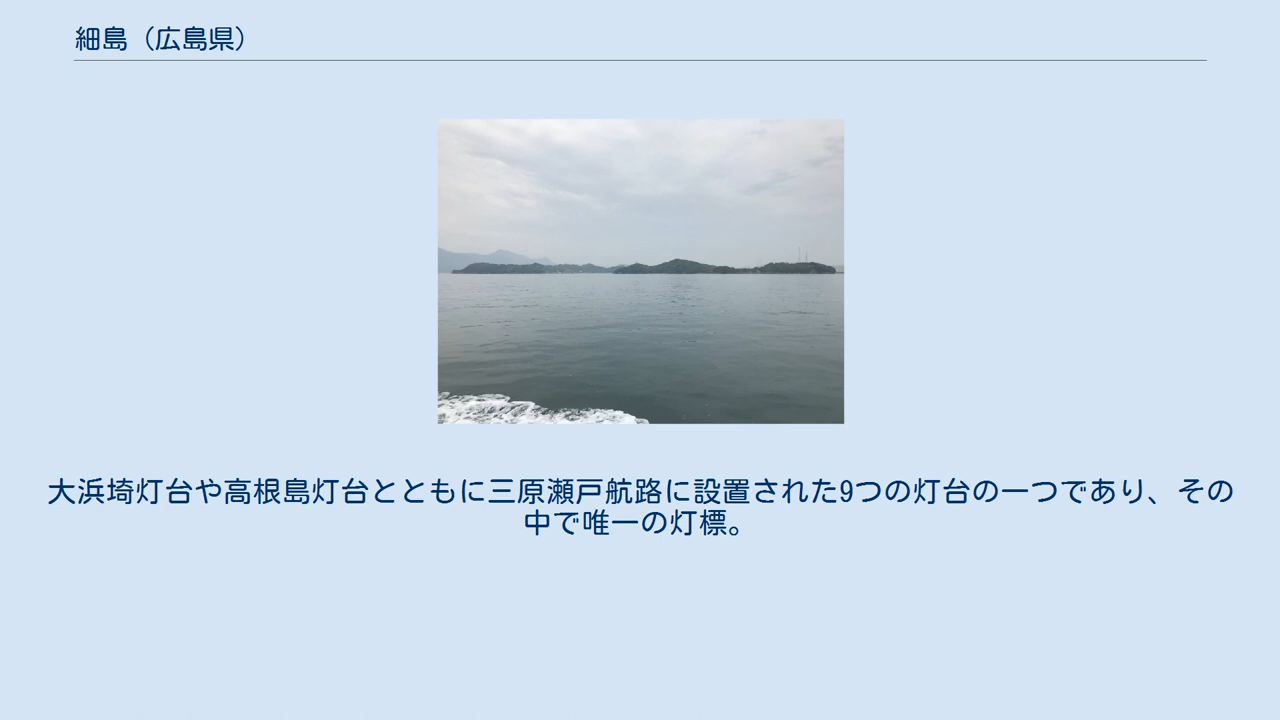 細島（広島県）
大浜埼灯台や高根島灯台とともに三原瀬戸航路に設置された9つの灯台の一つであり、その
中で唯一の灯標。